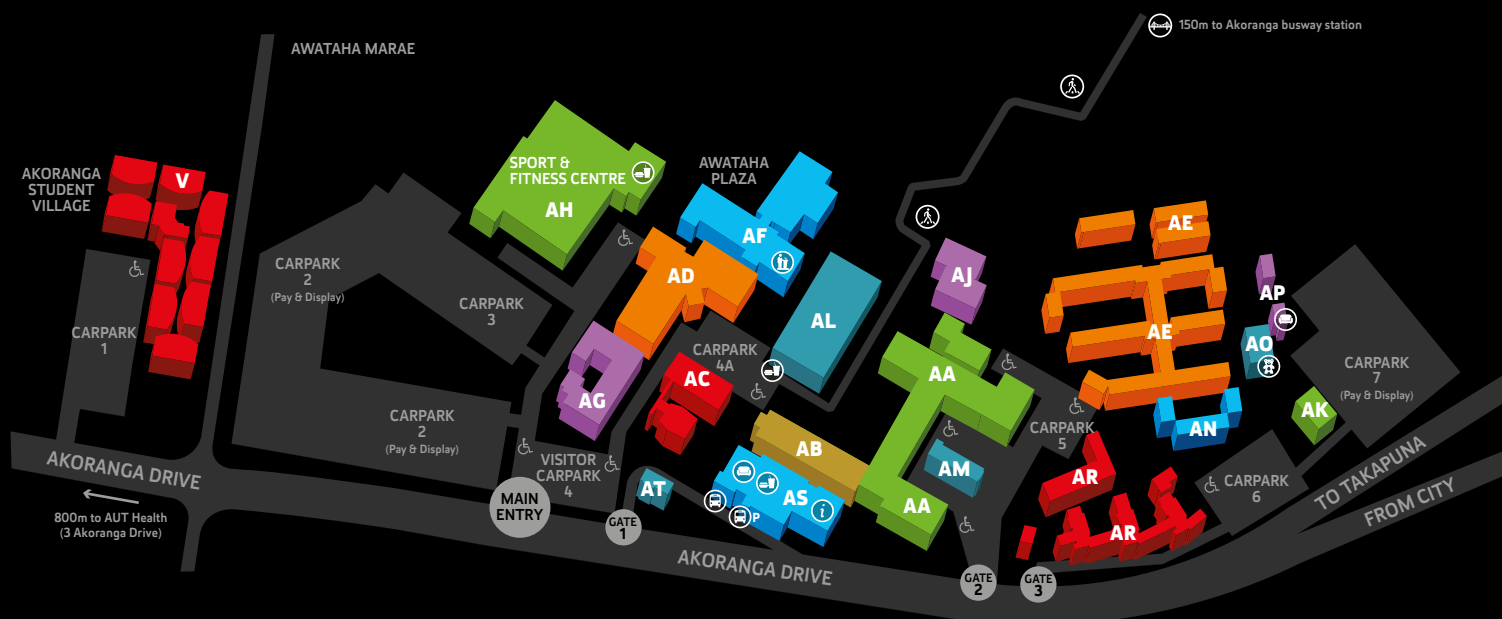 150m to Akoranga busway station
AWATAHA MARAE
AKORANGA
STUDENT
VILLAGE
V
SPORT &
FITNESS CENTRE
AH
AWATAHA
PLAZA
AF
AD
AJ
AE
AP
CARPARK
2
(Pay & Display)
CARPARK
3
CARPARK
1
AL
AE
AO
CARPARK
4A
AC
AA
CARPARK
7
(Pay & Display)
AG
AK
CARPARK
2
(Pay & Display)
AN
CARPARK
5
AB
AM
AR
VISITOR
CARPARK
4
AKORANGA DRIVE
AT
AS
i
P
AA
CARPARK
6
TO TAKAPUNA
FROM CITY
MAIN
ENTRY
GATE
1
AR
800m to AUT Health
(3 Akoranga Drive)
AKORANGA DRIVE
GATE
2
GATE
3